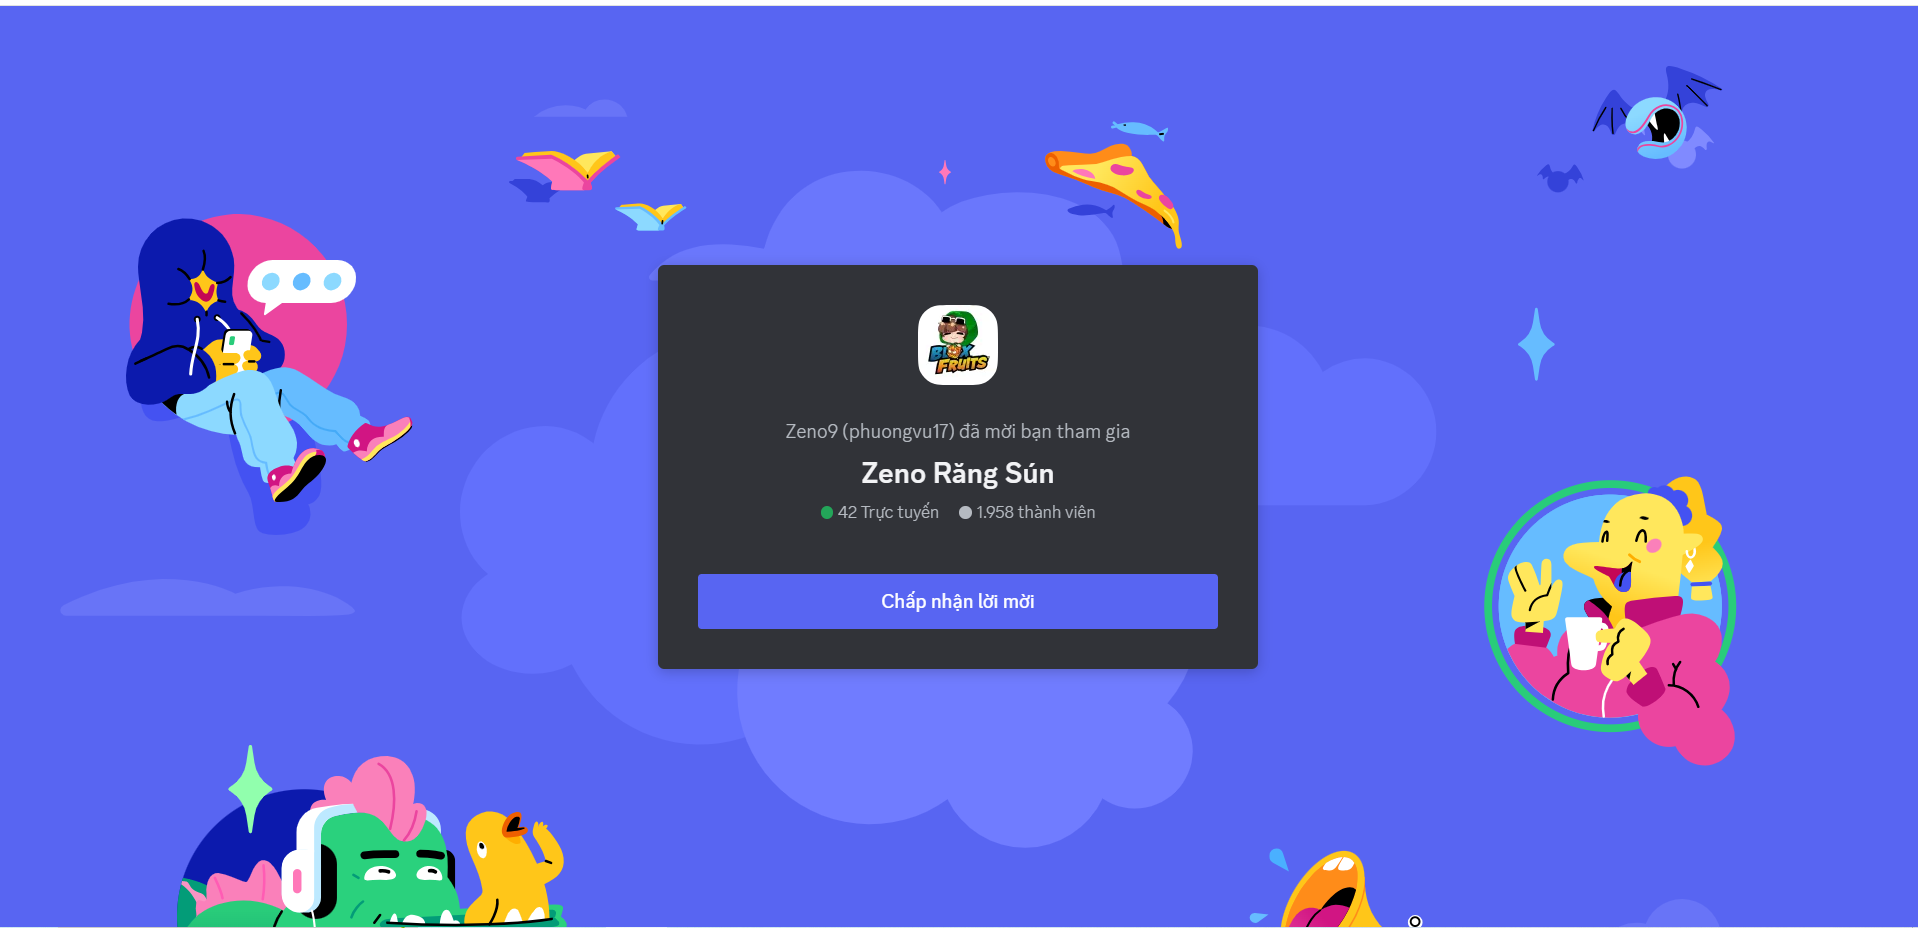 BLOX
FRUITS
Zeno9 (phuongvu17) đã mời bạn tham gia
Zeno Răng Sún
42 Trực tuyến 1.958 thành viên
Chấp nhận lời mời